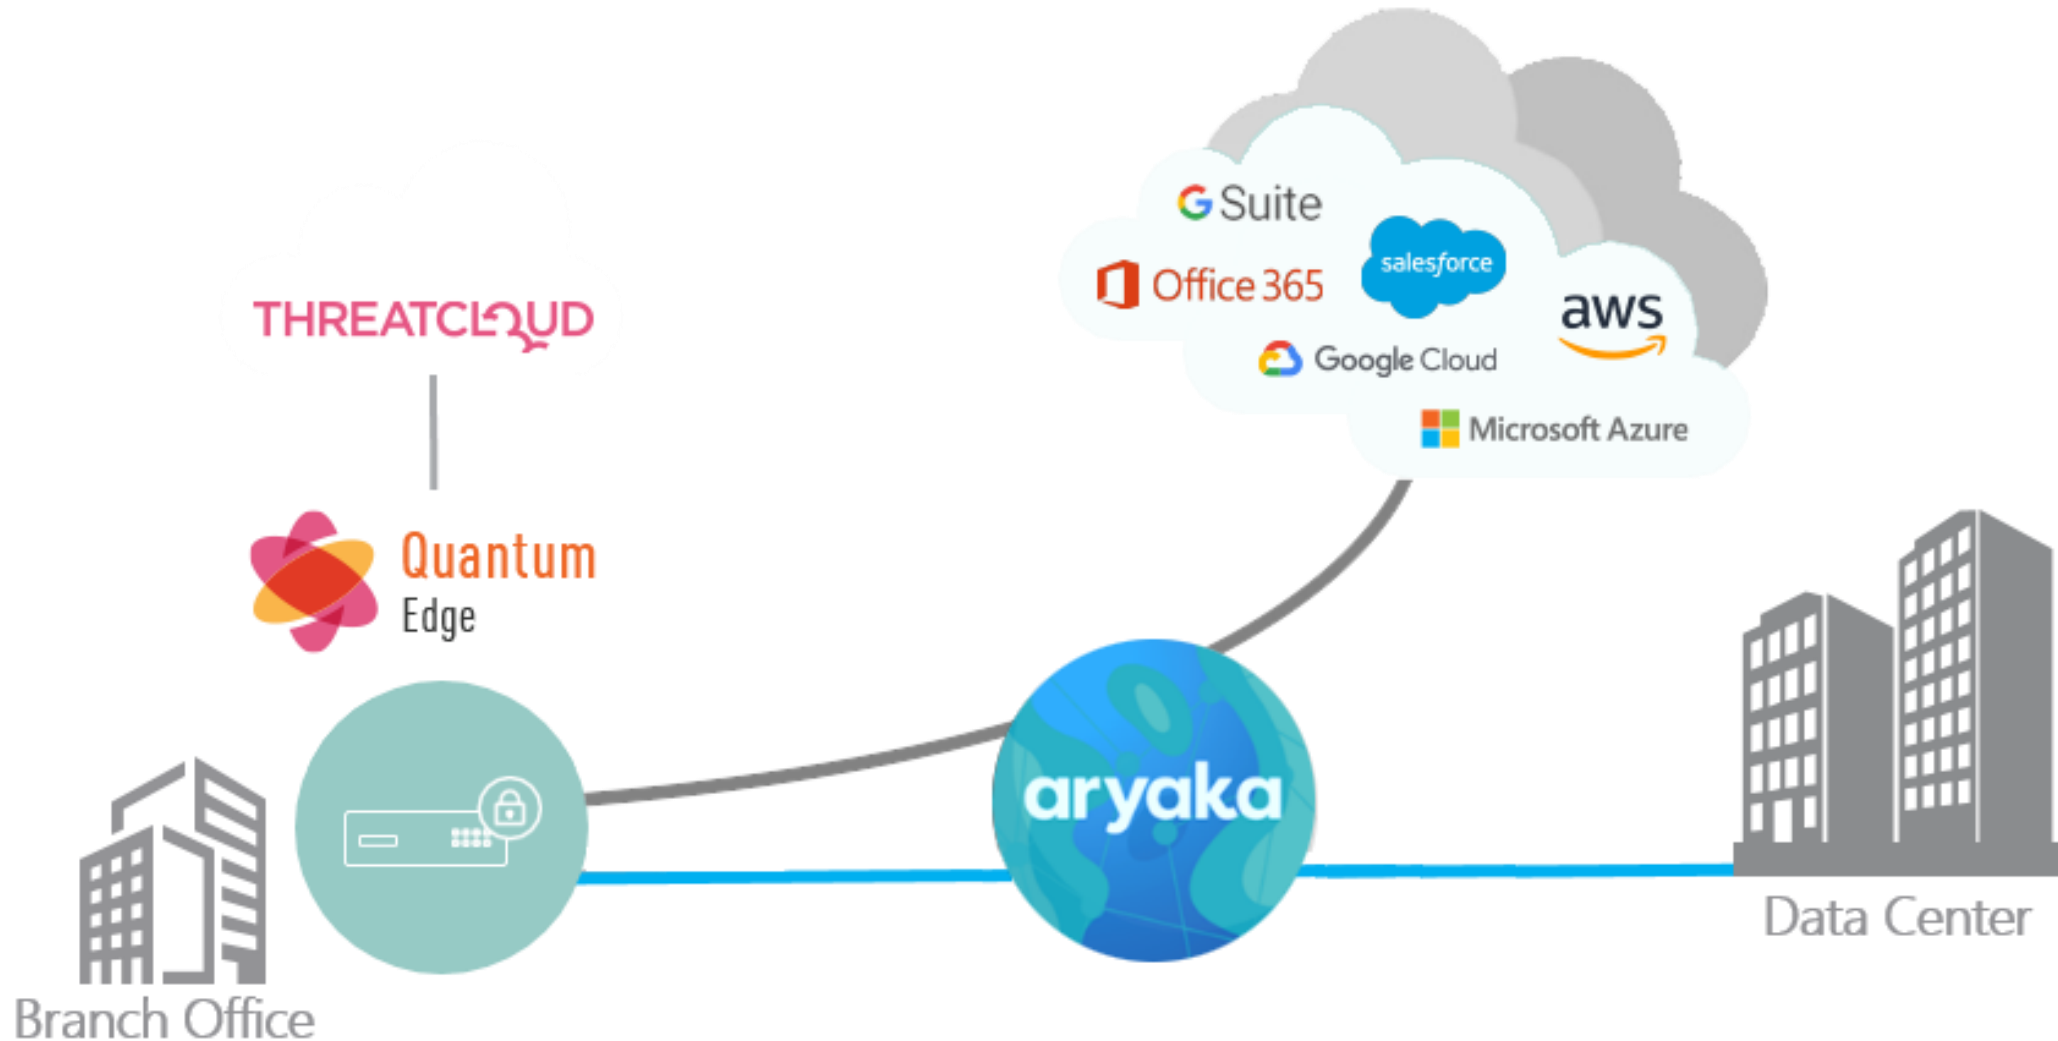 THREATCLOUD
Quantum
Edge
Branch Office
aryaka
G Suite
Office 365
salesforce
aws
Google Cloud
Microsoft Azure
Data Center